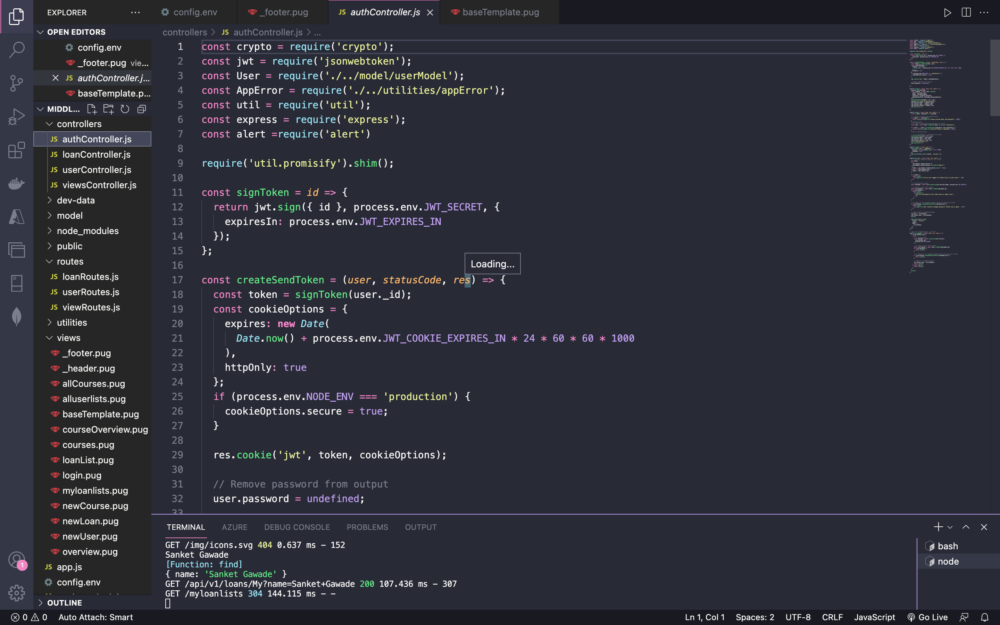 EXPLORER
config.env
_footer.pug
JS authController.js
baseTemplate.pug
OPEN EDITORS
config.env
_footer.pug vie...
JS authController.j...
baseTemplate.p...
MIDDL...
controllers
JS authController.js
JS loanController.js
JS userController.js
JS viewsController.js
dev-data
model
node_modules
public
routes
JS loanRoutes.js
JS userRoutes.js
JS viewRoutes.js
utilities
views
_footer.pug
_header.pug
allCourses.pug
alluserlists.pug
baseTemplate.pug
courseOverview.pug
courses.pug
loanList.pug
login.pug
myloanlists.pug
newCourse.pug
newLoan.pug
newUser.pug
overview.pug
JS app.js
config.env
OUTLINE
1
controllers > JS authController.js > ...
1 const crypto = require('crypto');
2 const jwt = require('jsonwebtoken');
3 const User = require('./../model/userModel');
4 const AppError = require('./../utilities/appError');
5 const util = require('util');
6 const express = require('express');
7 const alert =require('alert')
8
9 require('util.promisify').shim();
10
11 const signToken = id => {
12 return jwt.sign({ id }, process.env.JWT_SECRET, {
13 expiresIn: process.env.JWT_EXPIRES_IN
14 });
15 };
16
Loading...
17 const createSendToken = (user, statusCode, res) => {
18 const token = signToken(user._id);
19 const cookieOptions = {
20 expires: new Date(
21 Date.now() + process.env.JWT_COOKIE_EXPIRES_IN * 24 * 60 * 60 * 1000
22 ),
23 httpOnly: true
24 };
25 if (process.env.NODE_ENV === 'production') {
26 cookieOptions.secure = true;
27 }
28
29 res.cookie('jwt', token, cookieOptions);
30
31 // Remove password from output
32 user.password = undefined;
33
TERMINAL AZURE DEBUG CONSOLE PROBLEMS OUTPUT
GET /img/icons.svg 404 0.637 ms - 152
Sanket Gawade
[Function: find]
{ name: 'Sanket Gawade' }
GET /api/v1/loans/My?name=Sanket+Gawade 200 107.436 ms - 307
GET /myloanlists 304 144.115 ms - -
bash
node
0 0 Auto Attach: Smart
Ln 1, Col 1 Spaces: 2 UTF-8 CRLF JavaScript Go Live